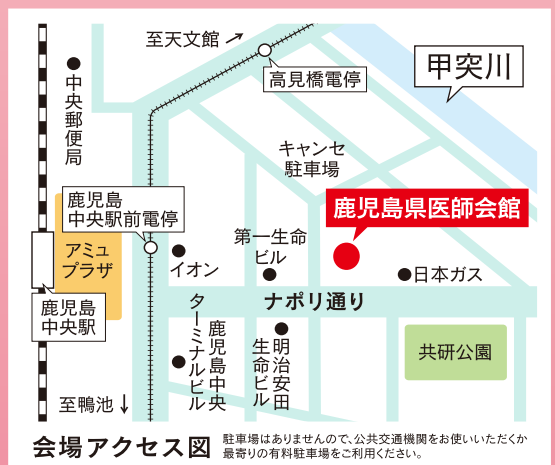 至天文館
高見橋電停
甲突川
中央郵便局
キャンセ
駐車場
鹿児島
中央駅前電停
鹿児島県医師会館
アミュ
プラザ
イオン
第一生命
ビル
日本ガス
鹿児島
中央駅
ナポリ通り
鹿児島中央
ターミナルビル
明治安田
生命ビル
共研公園
至鴨池
会場アクセス図
駐車場はありませんので、公共交通機関をお使いいただくか
最寄りの有料駐車場をご利用ください。